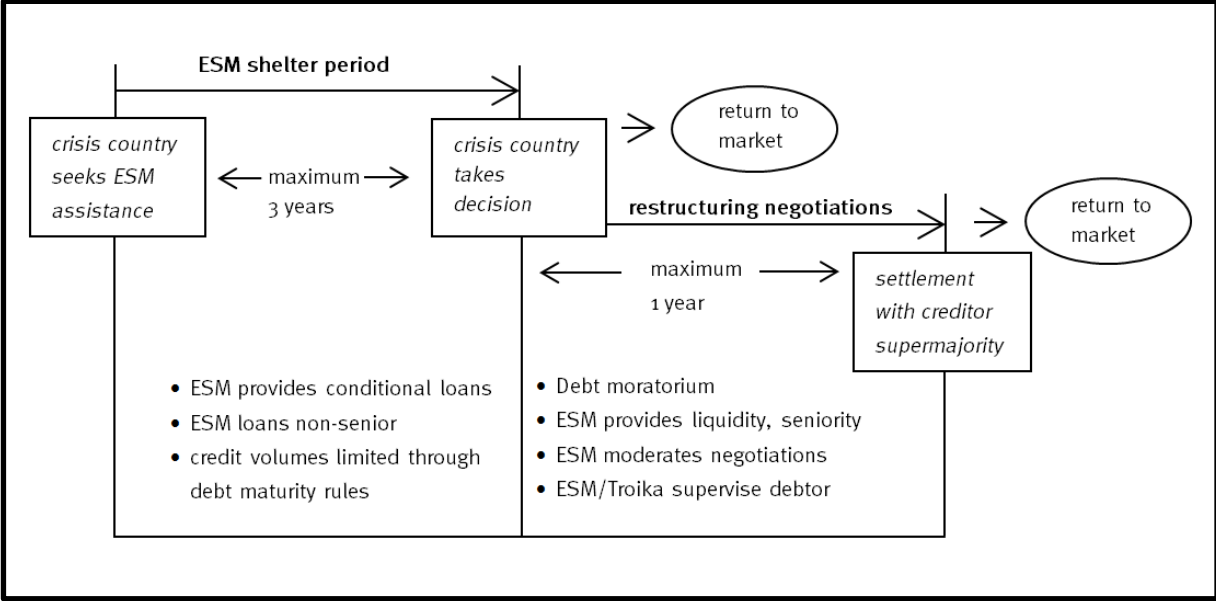 ESM shelter period
crisis country
seeks ESM
assistance
maximum
3 years
crisis country
takes
decision
return to
market
restructuring negotiations
return to
market
maximum
1 year
settlement
with creditor
supermajority
• ESM provides conditional loans
• ESM loans non-senior
• credit volumes limited through
debt maturity rules
• Debt moratorium
• ESM provides liquidity, seniority
• ESM moderates negotiations
• ESM/Troika supervise debtor